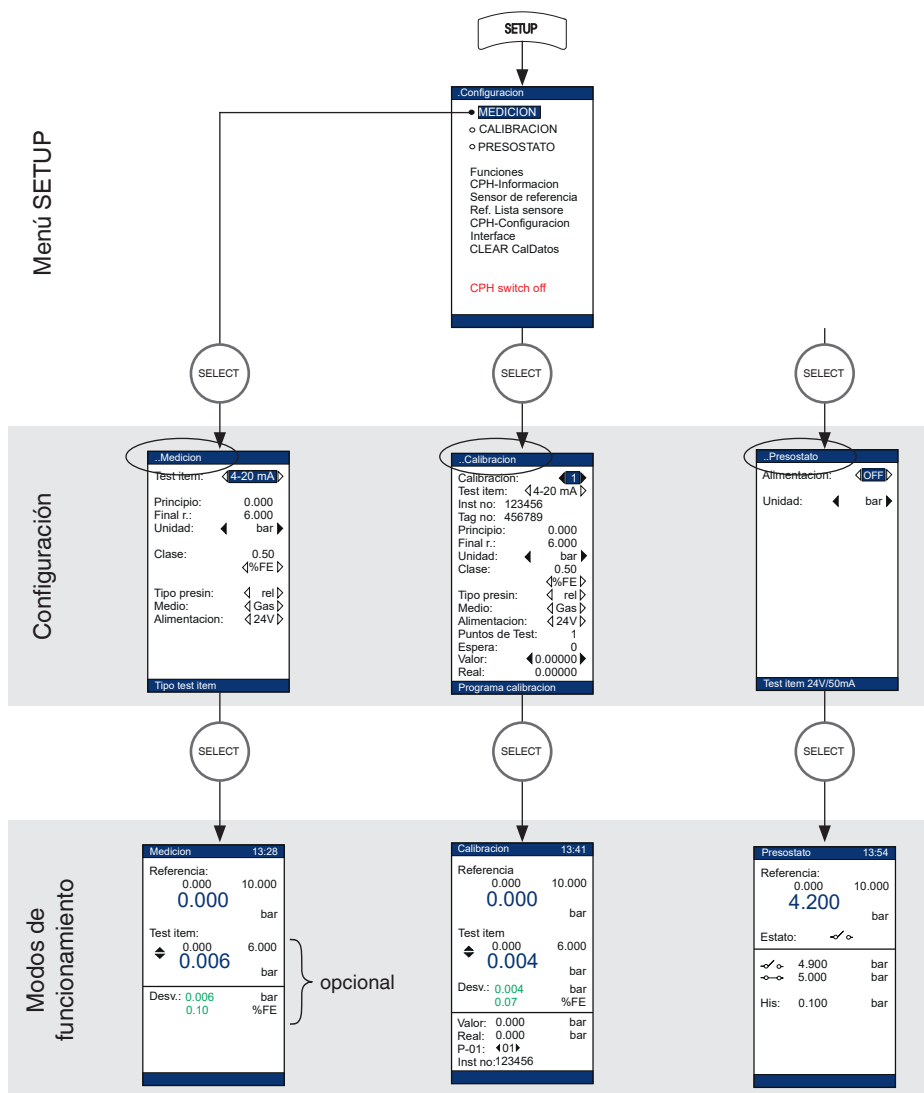 SETUP
Menú SETUP
.Configuracion
MEDICION
CALIBRACION
PRESOSTATO
Funciones
CPH-Informacion
Sensor de referencia
Ref. Lista sensore
CPH-Configuracion
Interface
CLEAR CalDatos
CPH switch off
SELECT
SELECT
SELECT
Configuración
..Medicion
Test item: 4-20 mA
Principio: 0.000
Final r.: 6.000
Unidad: bar
Clase: 0.50
%FE
Tipo presin: rel
Medio: Gas
Alimentacion: 24V
Tipo test item
..Calibracion
Calibracion: 1
Test item: 4-20 mA
Inst no: 123456
Tag no: 456789
Principio: 0.000
Final r.: 6.000
Unidad: bar
Clase: 0.50
%FE
Tipo presin: rel
Medio: Gas
Alimentacion: 24V
Puntos de Test: 1
Espera: 0
Valor: 0.00000
Real: 0.00000
Programa calibracion
..Presostato
Alimentacion: OFF
Unidad: bar
Test item 24V/50mA
SELECT
SELECT
SELECT
Modos de
funcionamiento
Medicion 13:28
Referencia:
0.000 10.000
0.000
bar
Test item:
0.000 6.000
0.006
bar
Desv.: 0.006 bar
0.10 %FE
opcional
Calibracion 13:41
Referencia
0.000 10.000
0.000
bar
Test item
0.000 6.000
0.004
bar
Desv.: 0.004 bar
0.07 %FE
Valor: 0.000 bar
Real: 0.000 bar
P-01: 01
Inst no:123456
Presostato 13:54
Referencia:
0.000 10.000
4.200
bar
Estato:
4.900 bar
5.000 bar
His: 0.100 bar